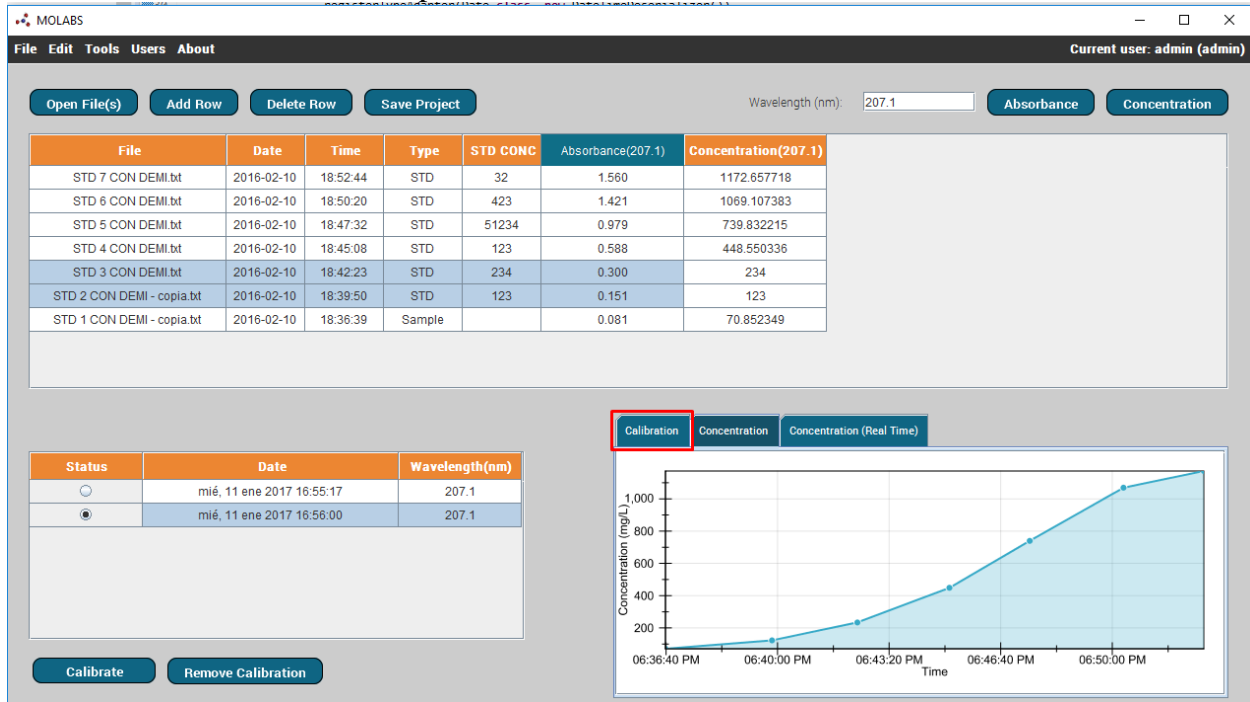 MOLABS
File Edit Tools Users About Current user: admin (admin)
Open File(s) Add Row Delete Row Save Project Wavelength (nm): 207.1 Absorbance Concentration
File Date Time Type STD CONC Absorbance(207.1) Concentration(207.1)
STD 7 CON DEMI.txt 2016-02-10 18:52:44 STD 32 1.560 1172.657718
STD 6 CON DEMI.txt 2016-02-10 18:50:20 STD 423 1.421 1069.107383
STD 5 CON DEMI.txt 2016-02-10 18:47:32 STD 51234 0.979 739.832215
STD 4 CON DEMI.txt 2016-02-10 18:45:08 STD 123 0.588 448.550336
STD 3 CON DEMI.txt 2016-02-10 18:42:23 STD 234 0.300 234
STD 2 CON DEMI - copia.txt 2016-02-10 18:39:50 STD 123 0.151 123
STD 1 CON DEMI - copia.txt 2016-02-10 18:36:39 Sample 0.081 70.852349
Calibration Concentration Concentration (Real Time)
Status Date Wavelength(nm)
mié, 11 ene 2017 16:55:17 207.1
mié, 11 ene 2017 16:56:00 207.1
Calibrate Remove Calibration
Concentration (mg/L)
1,000
800
600
400
200
06:36:40 PM 06:40:00 PM 06:43:20 PM 06:46:40 PM 06:50:00 PM
Time